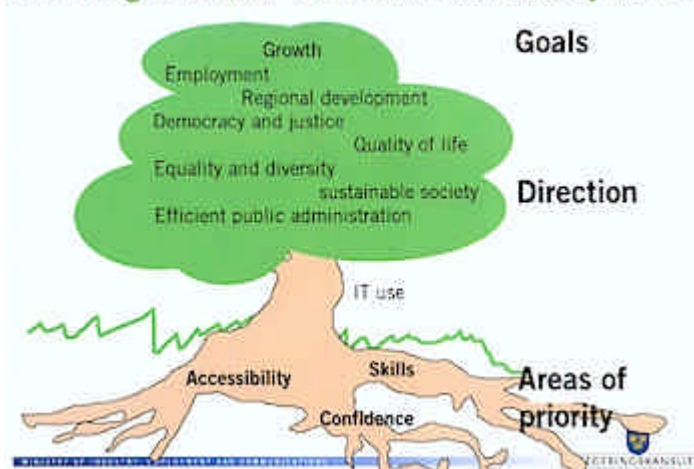 Goals
Growth
Employment
Regional development
Democracy and justice
Quality of life
Equality and diversity
sustainable society
Direction
Efficient public administration
IT use
Skills
Accessibility
Areas of
priority
Confidence